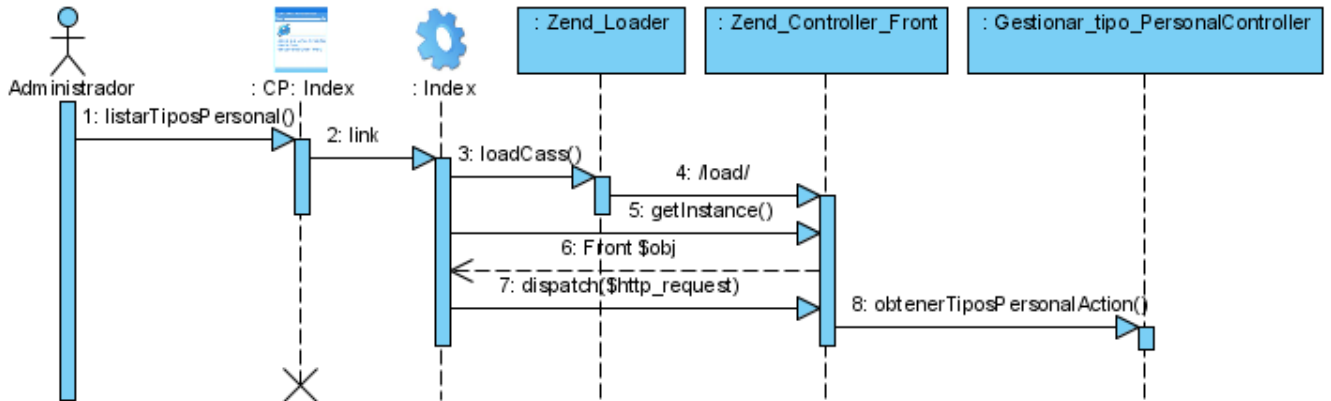 : Zend_Loader
: Zend_Controller_Front
: Gestionar_tipo_PersonalController
Administrador
: CP: Index
: Index
1: listarTiposPersonal()
2: link
3: loadCass()
4: /load/
5: getInstance()
6: Front $obj
7: dispatch($http_request)
8: obtenerTiposPersonalAction()